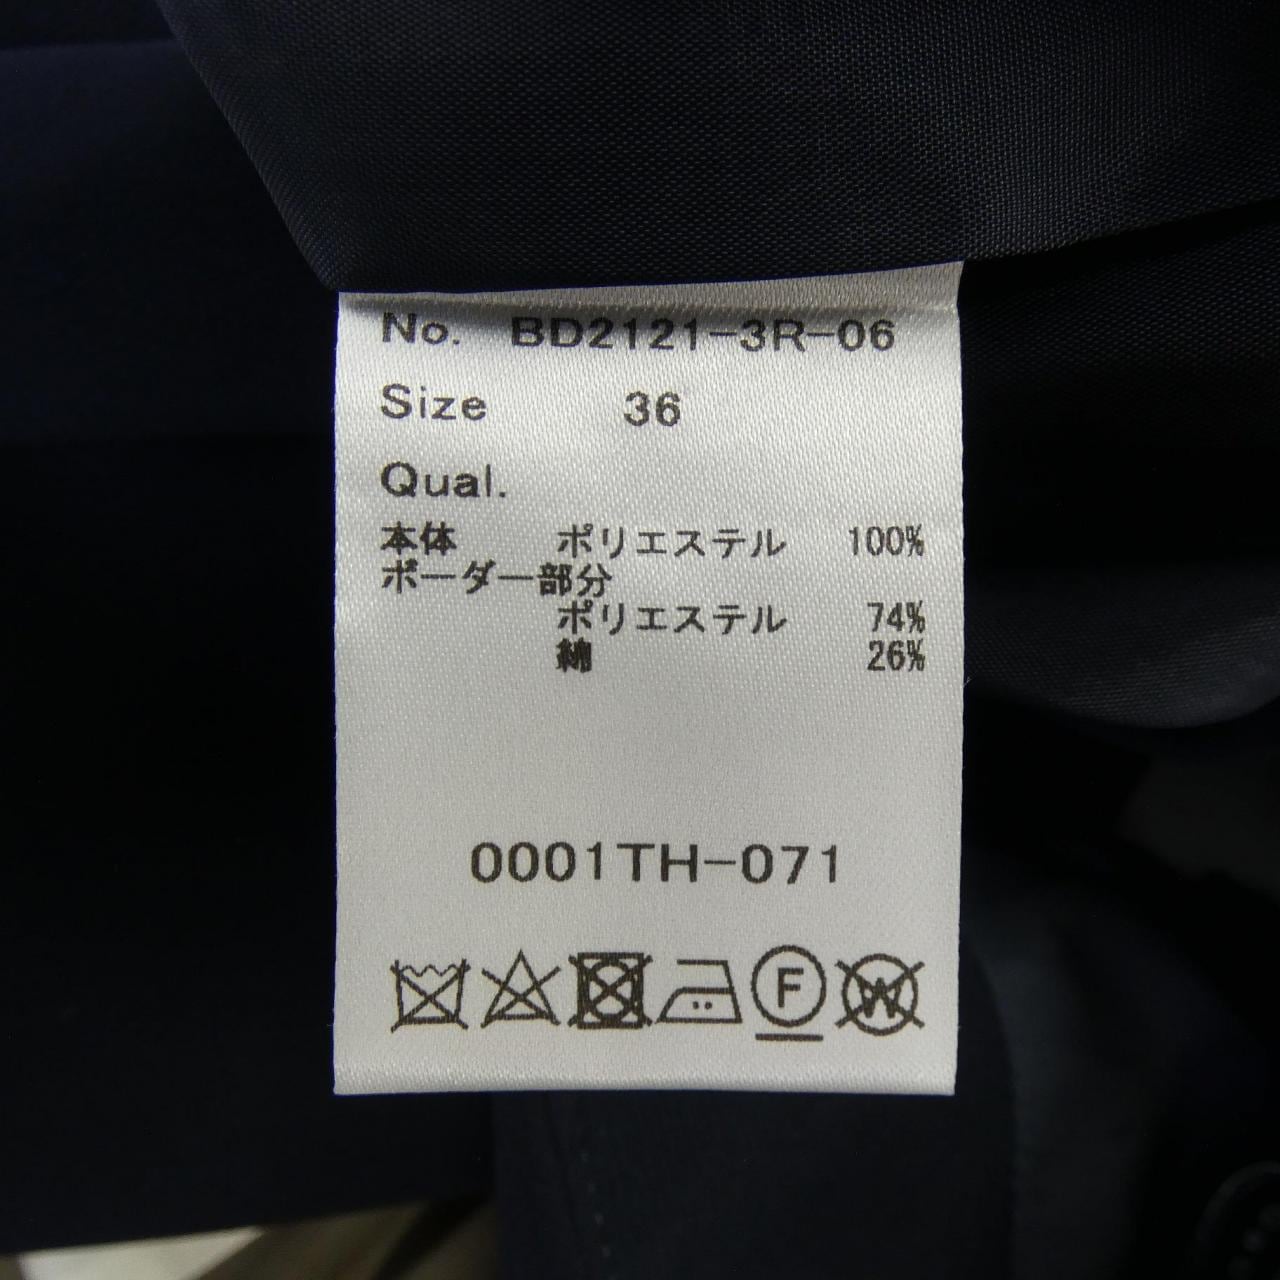 No. BD2121-3R-06
Size 36
Qual.
本体 ポリエステル 100%
ボーダー部分
ポリエステル 74%
綿 26%
0001TH-071
F
W